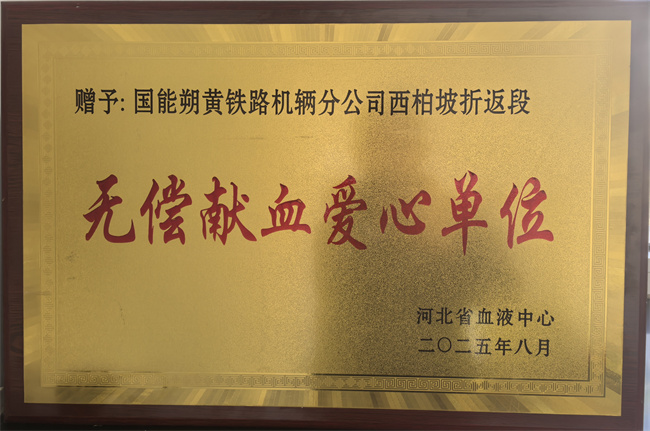 赠予:国能朔黄铁路机辆分公司西柏坡折返段
无偿献血爱心单位
河北省血液中心
二〇二五年八月